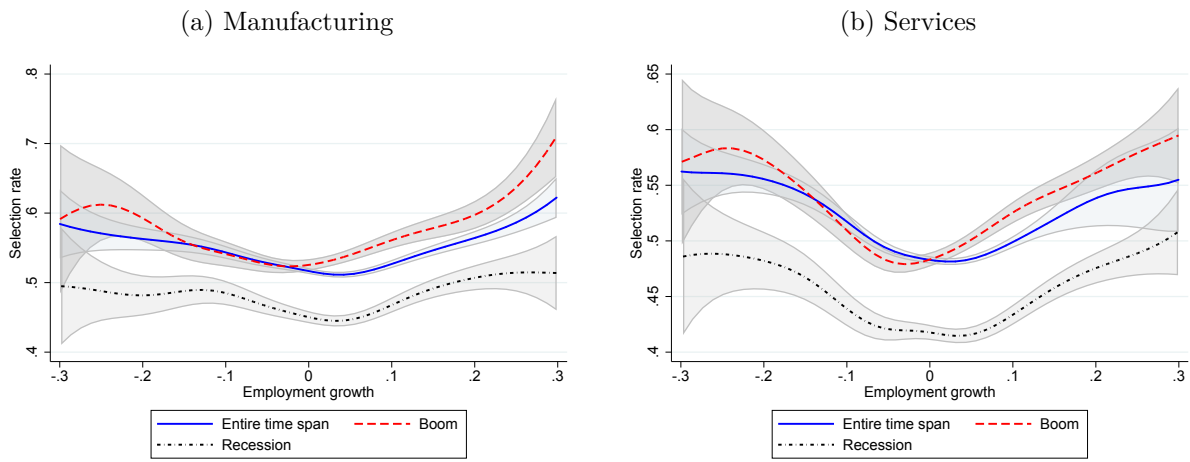 (a) Manufacturing
.8
.7
.6
.5
.4
Selection rate
-.3 -.2 -.1 0 .1 .2 .3
Employment growth
Entire time span Boom
Recession
(b) Services
.65
.6
.55
.5
.45
.4
Selection rate
-.3 -.2 -.1 0 .1 .2 .3
Employment growth
Entire time span Boom
Recession